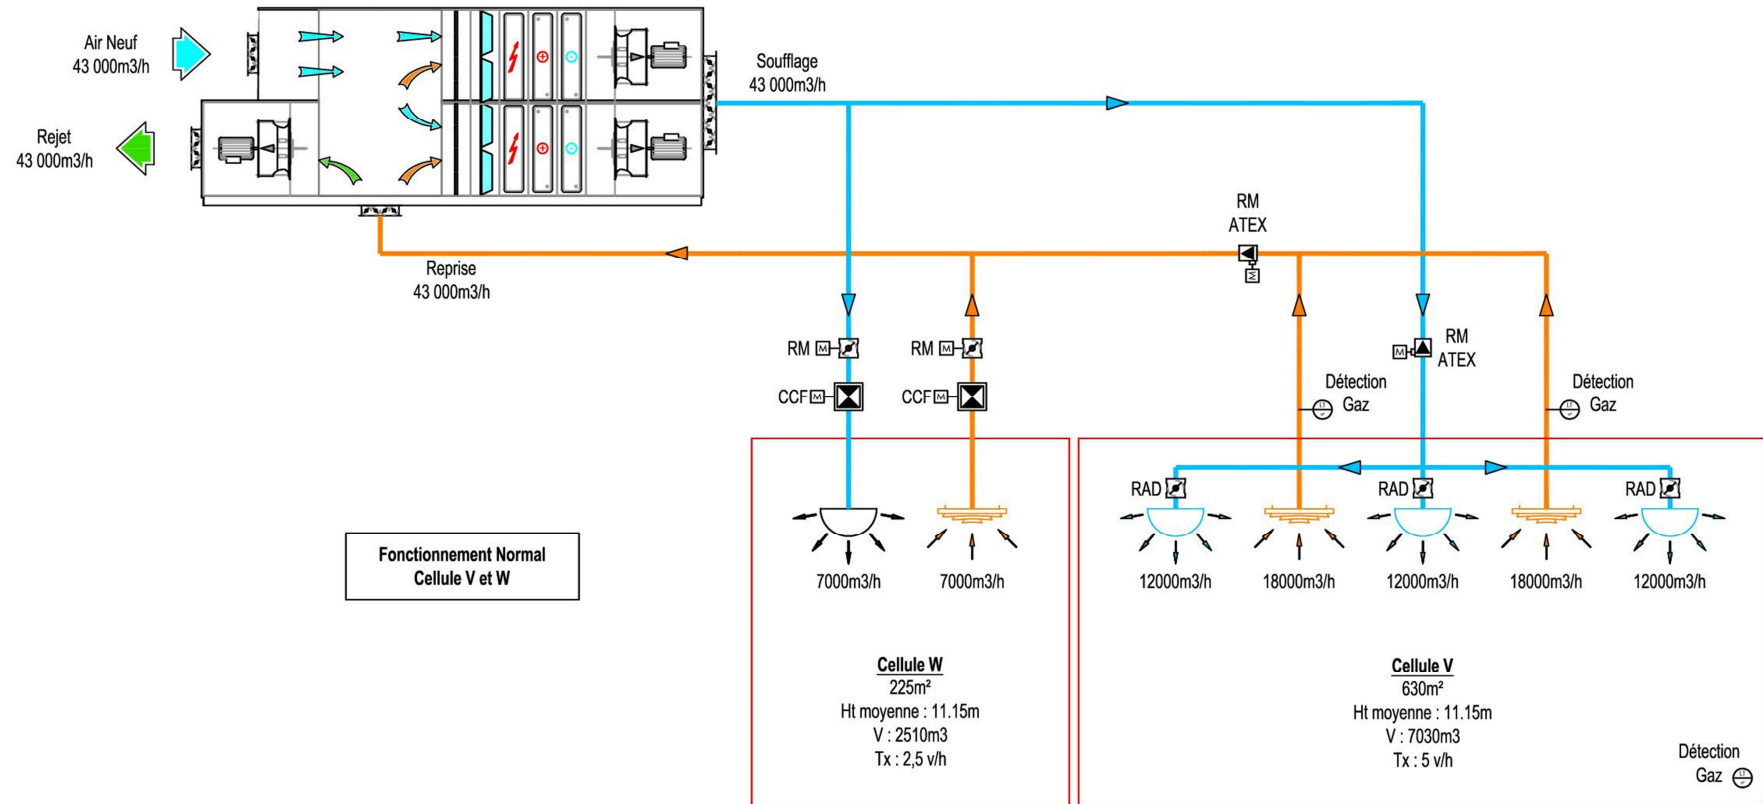 Air Neuf
43 000m3/h
Rejet
43 000m3/h
Soufflage
43 000m3/h
Reprise
43 000m3/h
RM
ATEX
RM
M
RM
M
M
RM
ATEX
CCF
M
CCF
M
M
Détection
Gaz
Détection
Gaz
RAD
RAD
RAD
7000m3/h
7000m3/h
12000m3/h
18000m3/h
12000m3/h
18000m3/h
12000m3/h
Fonctionnement Normal
Cellule V et W
Cellule W
225m²
Ht moyenne : 11.15m
V : 2510m3
Tx : 2,5 v/h
Cellule V
630m²
Ht moyenne : 11.15m
V : 7030m3
Tx : 5 v/h
Détection
Gaz